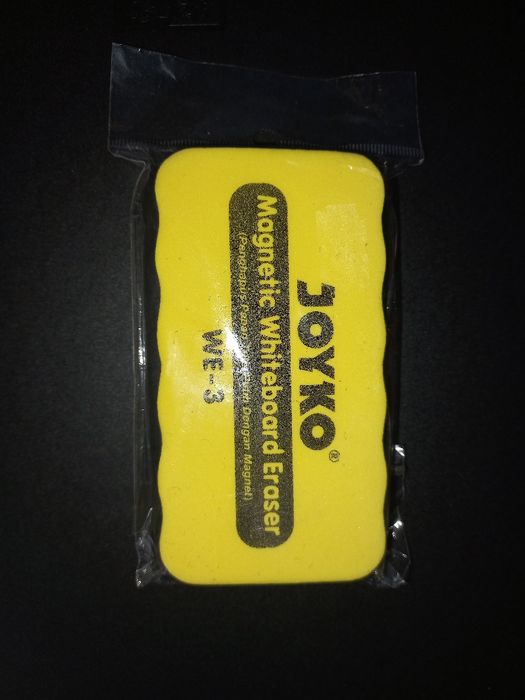 JOYKO®
Magnetic Whiteboard Eraser
(Penghapus Papan Dengan Magnet)
WE-3